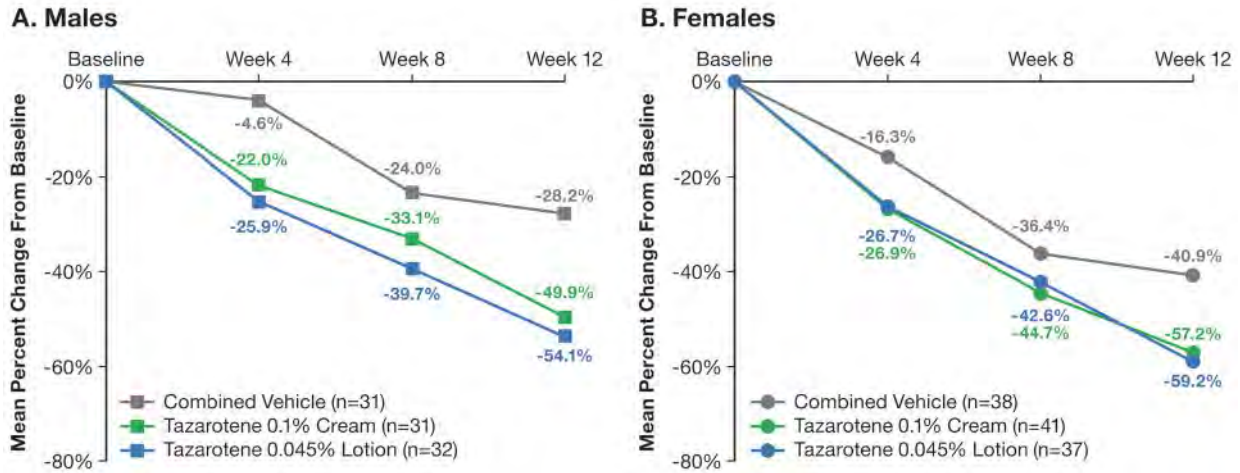 A. Males
Baseline Week 4 Week 8 Week 12
0%
-20%
-40%
-60%
-80%
Mean Percent Change From Baseline
-4.6%
-24.0%
-28.2%
-22.0%
-33.1%
-49.9%
-25.9%
-39.7%
-54.1%
Combined Vehicle (n=31)
Tazarotene 0.1% Cream (n=31)
Tazarotene 0.045% Lotion (n=32)
B. Females
Baseline Week 4 Week 8 Week 12
0%
-20%
-40%
-60%
-80%
Mean Percent Change From Baseline
-16.3%
-36.4%
-40.9%
-26.7%
-26.9%
-42.6%
-44.7%
-57.2%
-59.2%
Combined Vehicle (n=38)
Tazarotene 0.1% Cream (n=41)
Tazarotene 0.045% Lotion (n=37)